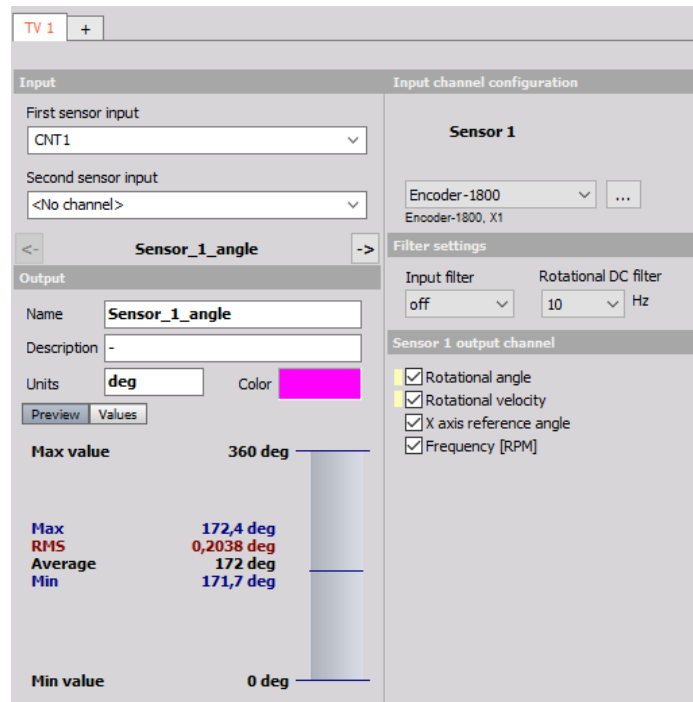 TV 1 +
Input
First sensor input
CNT1
Second sensor input
<No channel>
<- Sensor_1_angle ->
Output
Name Sensor_1_angle
Description -
Units deg Color
Preview Values
Max value 360 deg
Max 172,4 deg
RMS 0,2038 deg
Average 172 deg
Min 171,7 deg
Min value 0 deg
Input channel configuration
Sensor 1
Encoder-1800 ...
Encoder-1800, X1
Filter settings
Input filter Rotational DC filter
off 10 Hz
Sensor 1 output channel
Rotational angle
Rotational velocity
X axis reference angle
Frequency [RPM]